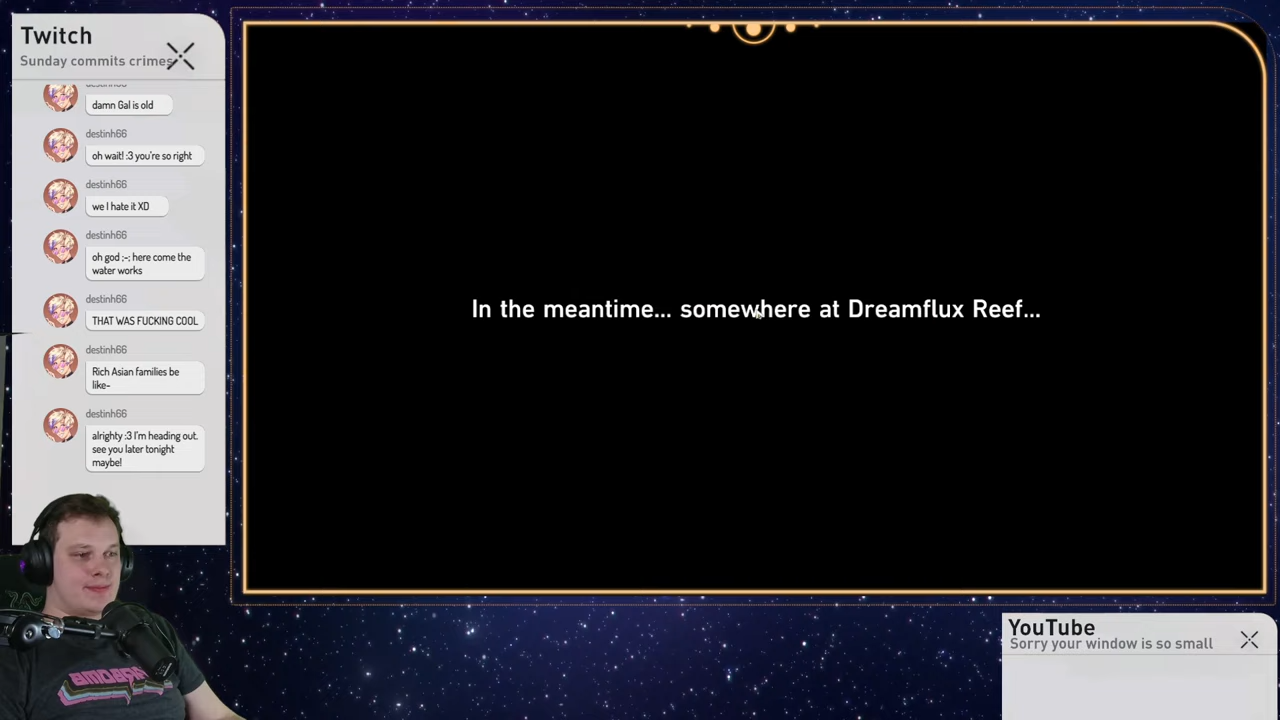 Twitch
Sunday commits crimes
damn Gal is old
destinh66
oh wait! :3 you're so right
destinh66
we I hate it XD
destinh66
oh god ;-; here come the
water works
destinh66
THAT WAS FUCKING COOL
destinh66
Rich Asian families be
like-
destinh66
alrighty :3 I'm heading out.
see you later tonight
maybe!
In the meantime... somewhere at Dreamflux Reef...
YouTube
Sorry your window is so small